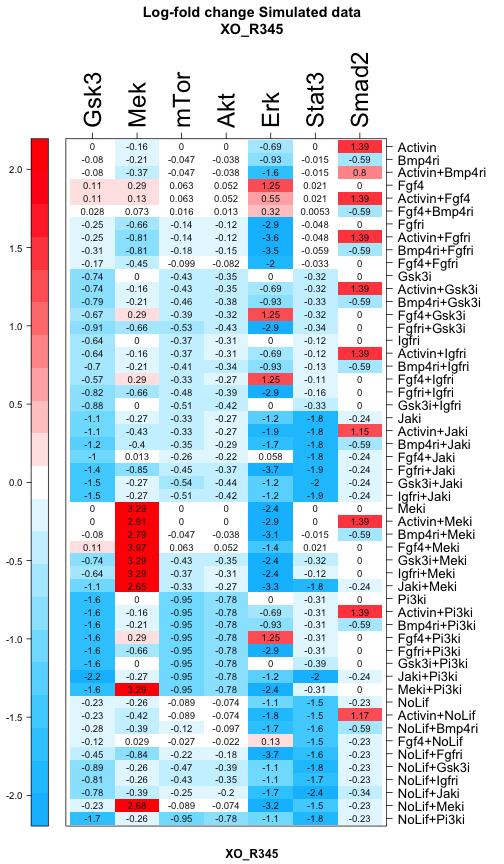 Log-fold change Simulated data
XO_R345
Gsk3 Mek mTor Akt Erk Stat3 Smad2
2.0
1.5
1.0
0.5
0.0
-0.5
-1.0
-1.5
-2.0
0 -0.16 0 0 -0.69 0 1.39 Activin
-0.08 -0.21 -0.047 -0.038 -0.93 -0.015 -0.59 Bmp4ri
-0.08 -0.37 -0.047 -0.038 -1.6 -0.015 0.8 Activin+Bmp4ri
0.11 0.29 0.063 0.052 1.25 0.021 0 Fgf4
0.11 0.13 0.063 0.052 0.55 0.021 1.39 Activin+Fgf4
0.028 0.073 0.016 0.013 0.32 0.0053 -0.59 Fgf4+Bmp4ri
-0.25 -0.66 -0.14 -0.12 -2.9 -0.048 0 Fgfri
-0.25 -0.81 -0.14 -0.12 -3.6 -0.048 1.39 Activin+Fgfri
-0.31 -0.81 -0.18 -0.15 -3.5 -0.059 -0.59 Bmp4ri+Fgfri
-0.17 -0.45 -0.099 -0.082 -2 -0.033 0 Fgf4+Fgfri
-0.74 0 -0.43 -0.35 0 -0.32 0 Gsk3i
-0.74 -0.16 -0.43 -0.35 -0.69 -0.32 1.39 Activin+Gsk3i
-0.79 -0.21 -0.46 -0.38 -0.93 -0.33 -0.59 Bmp4ri+Gsk3i
-0.67 0.29 -0.39 -0.32 1.25 -0.32 0 Fgf4+Gsk3i
-0.91 -0.66 -0.53 -0.43 -2.9 -0.34 0 Fgfri+Gsk3i
-0.64 0 -0.37 -0.31 0 -0.12 0 Igfri
-0.64 -0.16 -0.37 -0.31 -0.69 -0.12 1.39 Activin+Igfri
-0.7 -0.21 -0.41 -0.34 -0.93 -0.13 -0.59 Bmp4ri+Igfri
-0.57 0.29 -0.33 -0.27 1.25 -0.11 0 Fgf4+Igfri
-0.82 -0.66 -0.48 -0.39 -2.9 -0.16 0 Fgfri+Igfri
-0.88 0 -0.51 -0.42 0 -0.33 0 Gsk3i+Igfri
-1.1 -0.27 -0.33 -0.27 -1.2 -1.8 -0.24 Jaki
-1.1 -0.43 -0.33 -0.27 -1.9 -1.8 1.15 Activin+Jaki
-1.2 -0.4 -0.35 -0.29 -1.7 -1.8 -0.59 Bmp4ri+Jaki
-1 0.013 -0.26 -0.22 0.058 -1.8 -0.24 Fgf4+Jaki
-1.4 -0.85 -0.45 -0.37 -3.7 -1.9 -0.24 Fgfri+Jaki
-1.5 -0.27 -0.54 -0.44 -1.2 -2 -0.24 Gsk3i+Jaki
-1.5 -0.27 -0.51 -0.42 -1.2 -1.9 -0.24 Igfri+Jaki
0 3.29 0 0 -2.4 0 0 Meki
0 2.91 0 0 -2.9 0 1.39 Activin+Meki
-0.08 2.79 -0.047 -0.038 -3.1 -0.015 -0.59 Bmp4ri+Meki
0.11 3.97 0.063 0.052 -1.4 0.021 0 Fgf4+Meki
-0.74 3.29 -0.43 -0.35 -2.4 -0.32 0 Gsk3i+Meki
-0.64 3.29 -0.37 -0.31 -2.4 -0.12 0 Igfri+Meki
-1.1 2.65 -0.33 -0.27 -3.3 -1.8 -0.24 Jaki+Meki
-1.6 0 -0.95 -0.78 0 -0.31 0 Pi3ki
-1.6 -0.16 -0.95 -0.78 -0.69 -0.31 1.39 Activin+Pi3ki
-1.6 -0.21 -0.95 -0.78 -0.93 -0.31 -0.59 Bmp4ri+Pi3ki
-1.6 0.29 -0.95 -0.78 1.25 -0.31 0 Fgf4+Pi3ki
-1.6 -0.66 -0.95 -0.78 -2.9 -0.31 0 Fgfri+Pi3ki
-1.6 0 -0.95 -0.78 0 -0.39 0 Gsk3i+Pi3ki
-2.2 -0.27 -0.95 -0.78 -1.2 -2 -0.24 Jaki+Pi3ki
-1.6 3.29 -0.95 -0.78 -2.4 -0.31 0 Meki+Pi3ki
-0.23 -0.26 -0.089 -0.074 -1.1 -1.5 -0.23 NoLif
-0.23 -0.42 -0.089 -0.074 -1.8 -1.5 1.17 Activin+NoLif
-0.28 -0.39 -0.12 -0.097 -1.7 -1.6 -0.59 NoLif+Bmp4ri
-0.12 0.029 -0.027 -0.022 0.13 -1.5 -0.23 Fgf4+NoLif
-0.45 -0.84 -0.22 -0.18 -3.7 -1.6 -0.23 NoLif+Fgfri
-0.89 -0.26 -0.47 -0.39 -1.1 -1.8 -0.23 NoLif+Gsk3i
-0.81 -0.26 -0.43 -0.35 -1.1 -1.7 -0.23 NoLif+Igfri
-0.78 -0.39 -0.25 -0.2 -1.7 -2.4 -0.34 NoLif+Jaki
-0.23 2.68 -0.089 -0.074 -3.2 -1.5 -0.23 NoLif+Meki
-1.7 -0.26 -0.95 -0.78 -1.1 -1.8 -0.23 NoLif+Pi3ki
XO_R345